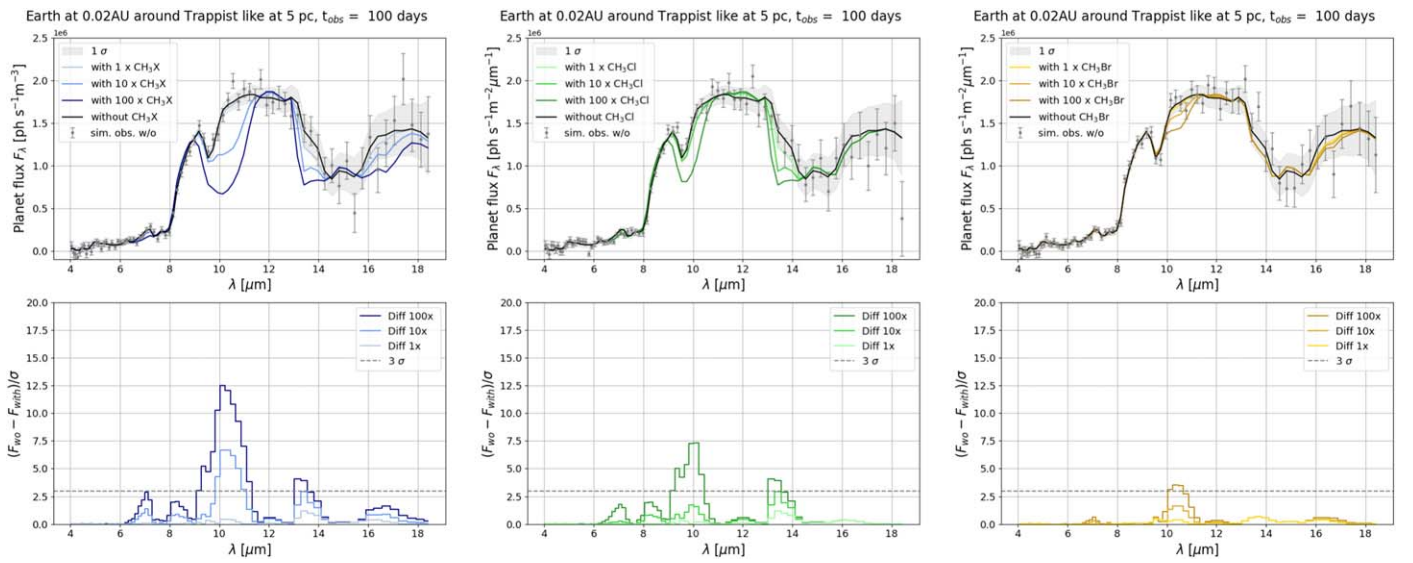 Earth at 0.02AU around Trappist like at 5 pc, t_obs = 100 days
1e6
Planet flux F_λ [ph s⁻¹m⁻³]
2.5
2.0
1.5
1.0
0.5
0.0
1 σ
with 1 x CH₃X
with 10 x CH₃X
with 100 x CH₃X
without CH₃X
sim. obs. w/o
4 6 8 10 12 14 16 18
λ [μm]
Earth at 0.02AU around Trappist like at 5 pc, t_obs = 100 days
1e6
Planet flux F_λ [ph s⁻¹m⁻²μm⁻¹]
2.5
2.0
1.5
1.0
0.5
0.0
1 σ
with 1 x CH₃Cl
with 10 x CH₃Cl
with 100 x CH₃Cl
without CH₃Cl
sim. obs. w/o
4 6 8 10 12 14 16 18
λ [μm]
Earth at 0.02AU around Trappist like at 5 pc, t_obs = 100 days
1e6
Planet flux F_λ [ph s⁻¹m⁻²μm⁻¹]
2.5
2.0
1.5
1.0
0.5
0.0
1 σ
with 1 x CH₃Br
with 10 x CH₃Br
with 100 x CH₃Br
without CH₃Br
sim. obs. w/o
4 6 8 10 12 14 16 18
λ [μm]
(F_wo − F_with)/σ
20.0
17.5
15.0
12.5
10.0
7.5
5.0
2.5
0.0
Diff 100x
Diff 10x
Diff 1x
3 σ
4 6 8 10 12 14 16 18
λ [μm]
(F_wo − F_with)/σ
20.0
17.5
15.0
12.5
10.0
7.5
5.0
2.5
0.0
Diff 100x
Diff 10x
Diff 1x
3 σ
4 6 8 10 12 14 16 18
λ [μm]
(F_wo − F_with)/σ
20.0
17.5
15.0
12.5
10.0
7.5
5.0
2.5
0.0
Diff 100x
Diff 10x
Diff 1x
3 σ
4 6 8 10 12 14 16 18
λ [μm]